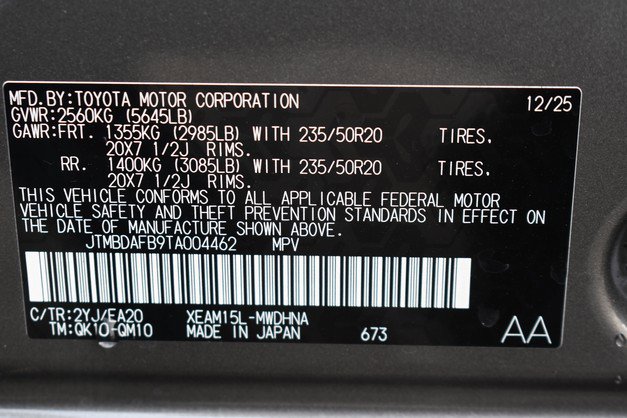 MFD.BY:TOYOTA MOTOR CORPORATION 12/25
GVWR:2560KG (5645LB)
GAWR:FRT. 1355KG (2985LB) WITH 235/50R20 TIRES.
20X7 1/2J RIMS.
RR. 1400KG (3085LB) WITH 235/50R20 TIRES.
20X7 1/2J RIMS.
THIS VEHICLE CONFORMS TO ALL APPLICABLE FEDERAL MOTOR
VEHICLE SAFETY AND THEFT PREVENTION STANDARDS IN EFFECT ON
THE DATE OF MANUFACTURE SHOWN ABOVE.
JTMBDAFB9TA004462 MPV
C/TR:2YJ/EA20 XEAM15L-MWDHNA
TM:QK10-QM10 MADE IN JAPAN 673 AA